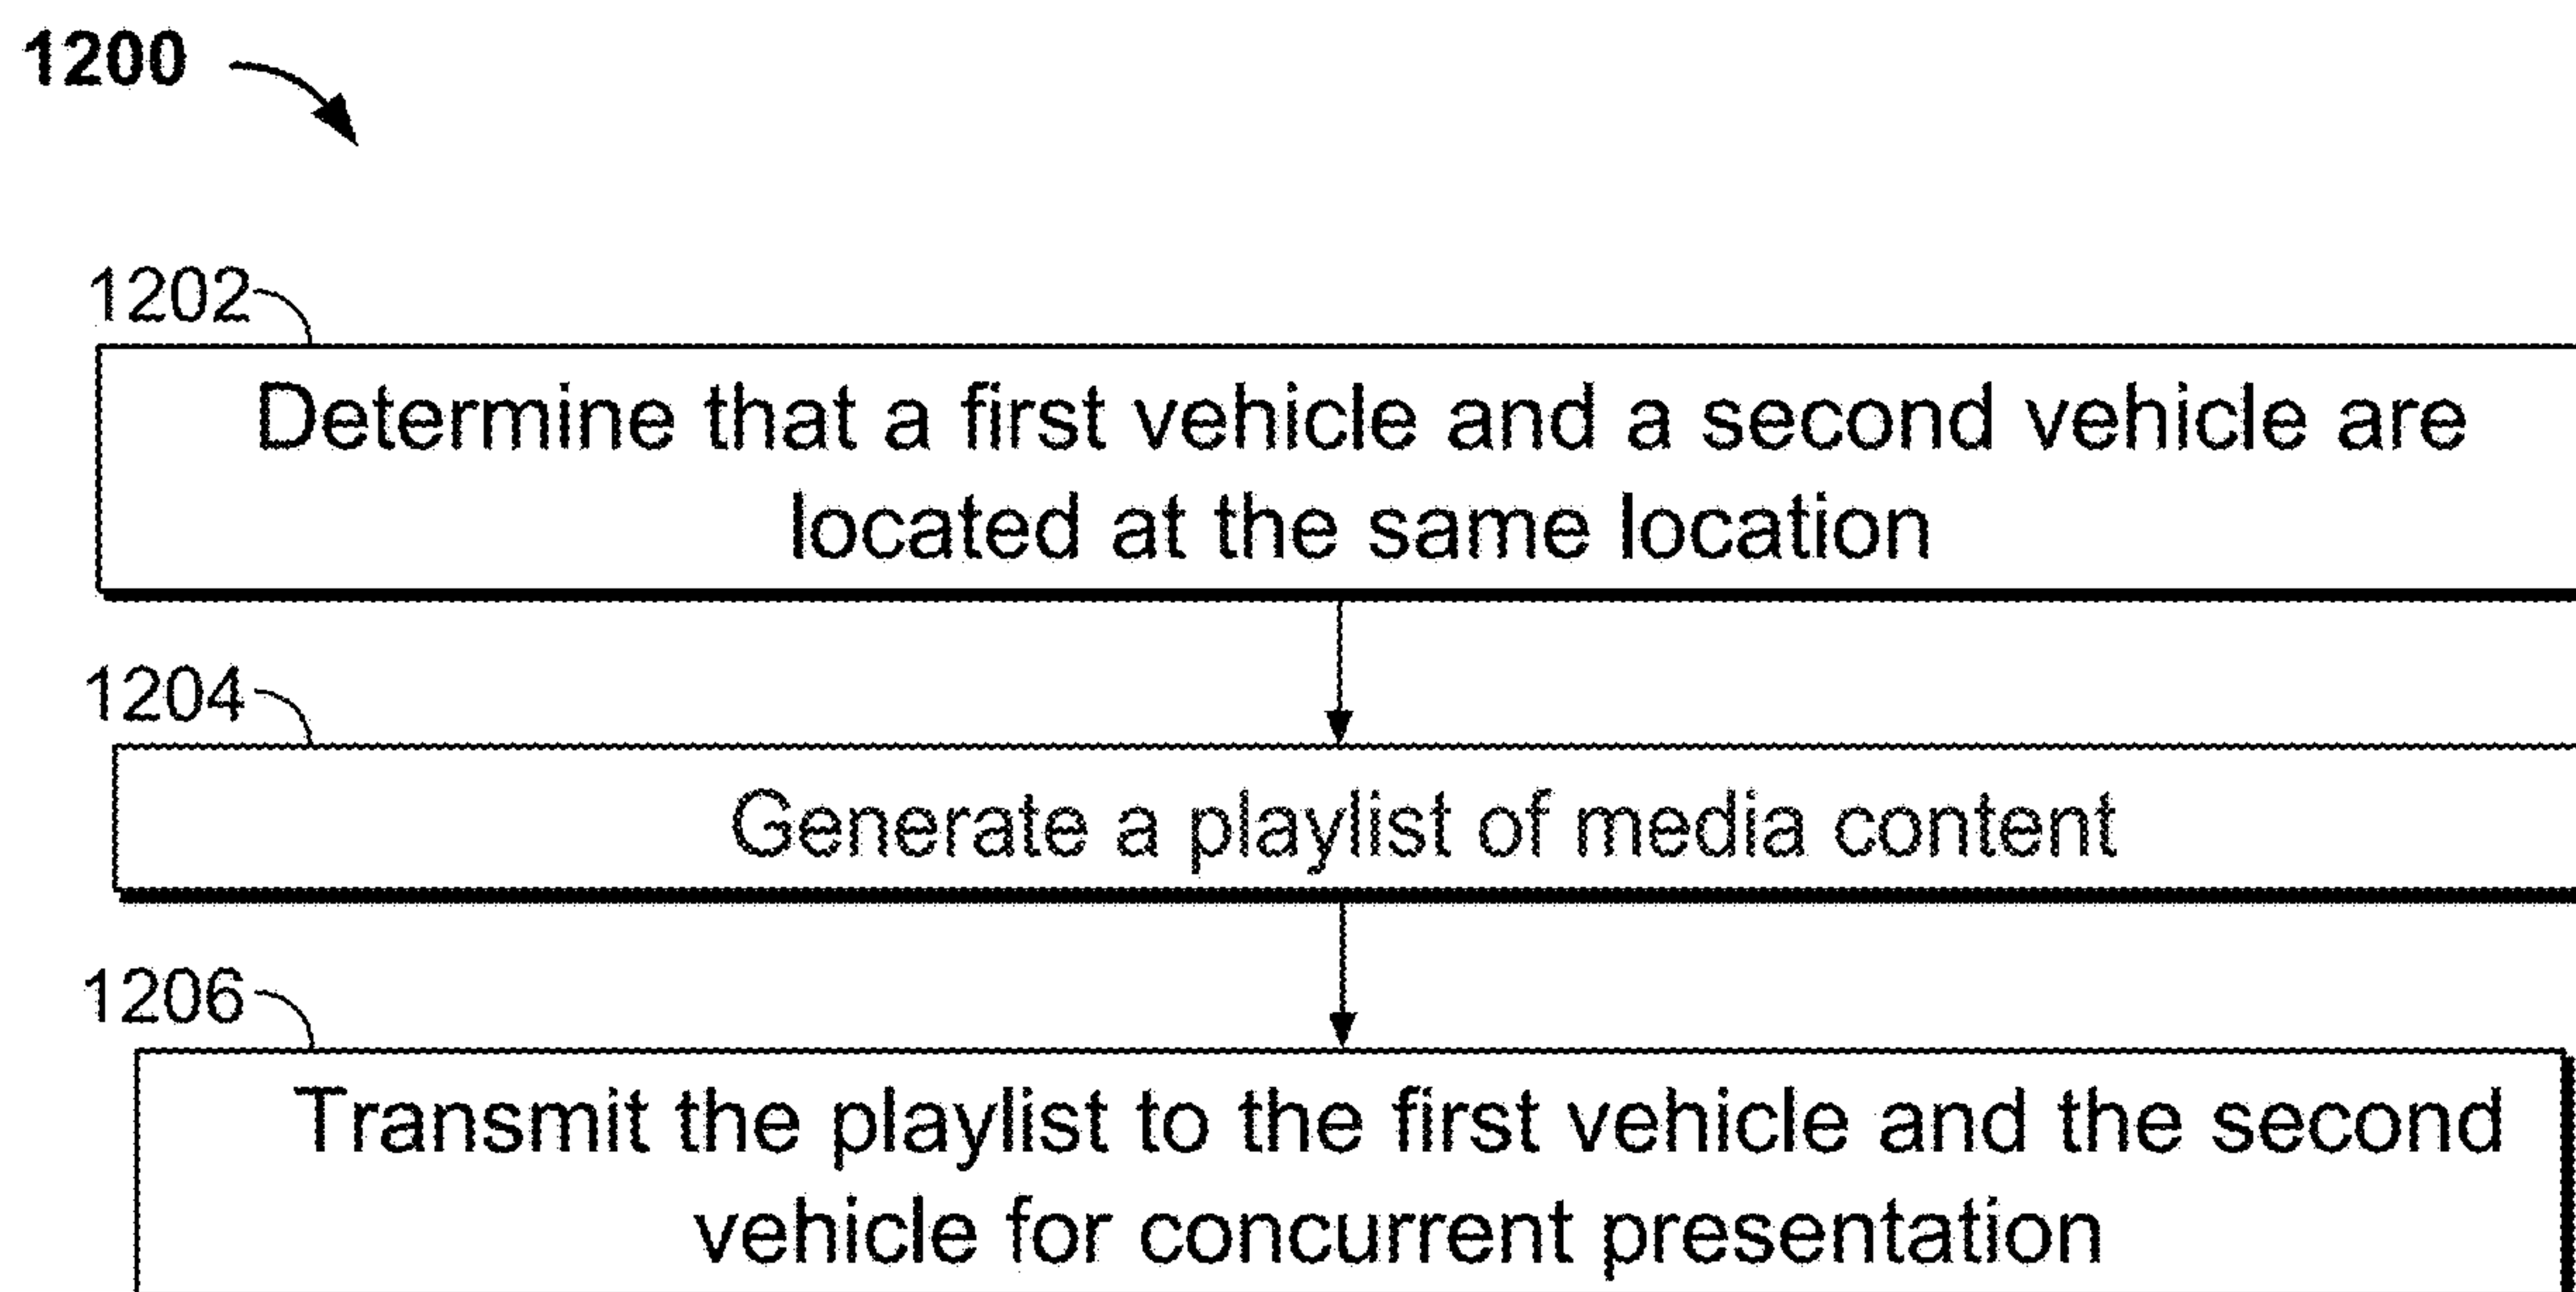 1200
1202
Determine that a first vehicle and a second vehicle are
located at the same location
1204
Generate a playlist of media content
1206
Transmit the playlist to the first vehicle and the second
vehicle for concurrent presentation